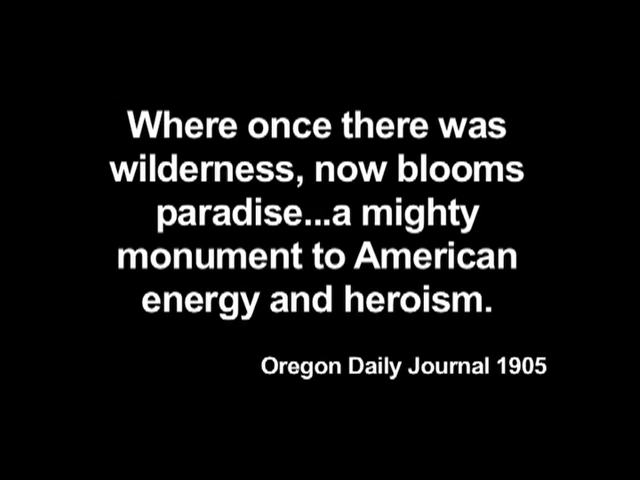 Where once there was
wilderness, now blooms
paradise...a mighty
monument to American
energy and heroism.
Oregon Daily Journal 1905